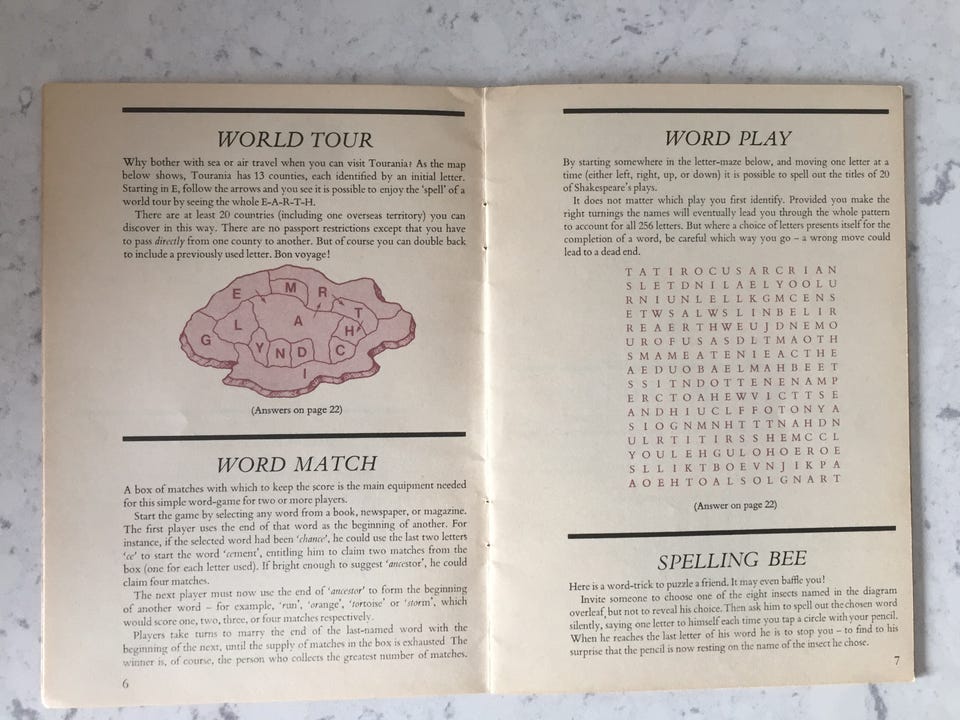 WORLD TOUR
Why bother with sea or air travel when you can visit Tourania? As the map
below shows, Tourania has 13 counties, each identified by an initial letter.
Starting in E, follow the arrows and you see it is possible to enjoy the 'spell' of a
world tour by seeing the whole E-A-R-T-H.
There are at least 20 countries (including one overseas territory) you can
discover in this way. There are no passport restrictions except that you have
to pass directly from one county to another. But of course you can double back
to include a previously used letter. Bon voyage!
E M R
T
L A H
G Y N D C
I
(Answers on page 22)
WORD MATCH
A box of matches with which to keep the score is the main equipment needed
for this simple word-game for two or more players.
Start the game by selecting any word from a book, newspaper, or magazine.
The first player uses the end of that word as the beginning of another. For
instance, if the selected word had been 'chance', he could use the last two letters
'ce' to start the word 'cement', entitling him to claim two matches from the
box (one for each letter used). If bright enough to suggest 'ancestor', he could
claim four matches.
The next player must now use the end of 'ancestor' to form the beginning
of another word – for example, 'run', 'orange', 'tortoise' or 'storm', which
would score one, two, three, or four matches respectively.
Players take turns to marry the end of the last-named word with the
beginning of the next, until the supply of matches in the box is exhausted The
winner is, of course, the person who collects the greatest number of matches.
6
WORD PLAY
By starting somewhere in the letter-maze below, and moving one letter at a
time (either left, right, up, or down) it is possible to spell out the titles of 20
of Shakespeare's plays.
It does not matter which play you first identify. Provided you make the
right turnings the names will eventually lead you through the whole pattern
to account for all 256 letters. But where a choice of letters presents itself for the
completion of a word, be careful which way you go – a wrong move could
lead to a dead end.
T A T I R O C U S A R C R I A N
S L E T D N I L A E L Y O O L U
R N I U N L E L L K G M C E N S
E T W S A L W S L I N B E L I R
R E A E R T H W E U J D N E M O
U R O F U S A S D L T M A O T H
S M A M E A T E N I E A C T H E
A E D U O B A E L M A H B E E T
S S I T N D O T T E N E N A M P
E R C T O A H E W V I C T T S E
A N D H I U C L F F O T O N Y A
S I O G N M N H T T T N A H D N
U L R T I T I R S S H E M C C L
Y O U L E H G U L O H O E R O E
S L L I K T B O E V N J I K P A
A O E H T O A L S O L G N A R T
(Answer on page 22)
SPELLING BEE
Here is a word-trick to puzzle a friend. It may even baffle you!
Invite someone to choose one of the eight insects named in the diagram
overleaf, but not to reveal his choice. Then ask him to spell out the chosen word
silently, saying one letter to himself each time you tap a circle with your pencil.
When he reaches the last letter of his word he is to stop you – to find to his
surprise that the pencil is now resting on the name of the insect he chose.
7